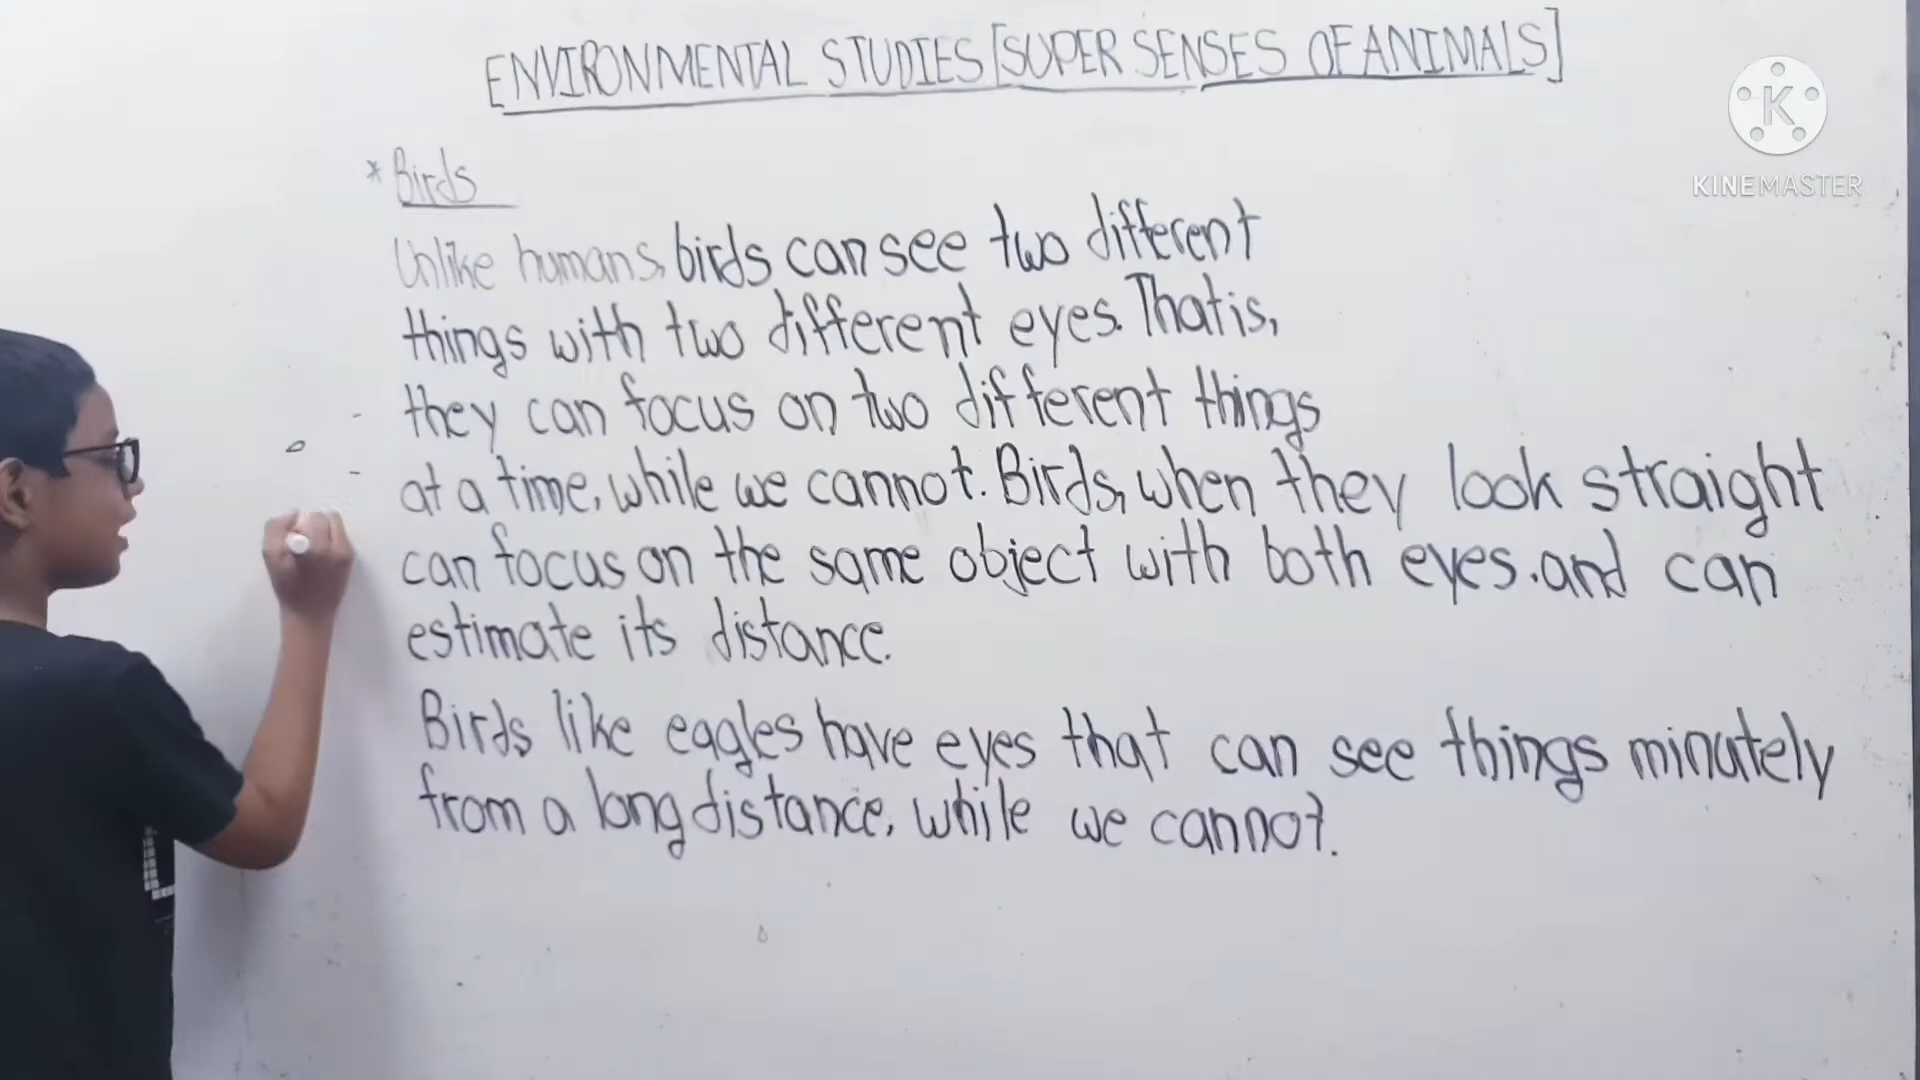 ENVIRONMENTAL STUDIES [SUPER SENSES OF ANIMALS]
KINEMASTER
* Birds
Unlike humans, birds can see two different
things with two different eyes. That is,
they can focus on two different things
at a time, while we cannot. Birds, when they look straight
can focus on the same object with both eyes. and can
estimate its distance.
Birds like eagles have eyes that can see things minutely
from a long distance, while we cannot.